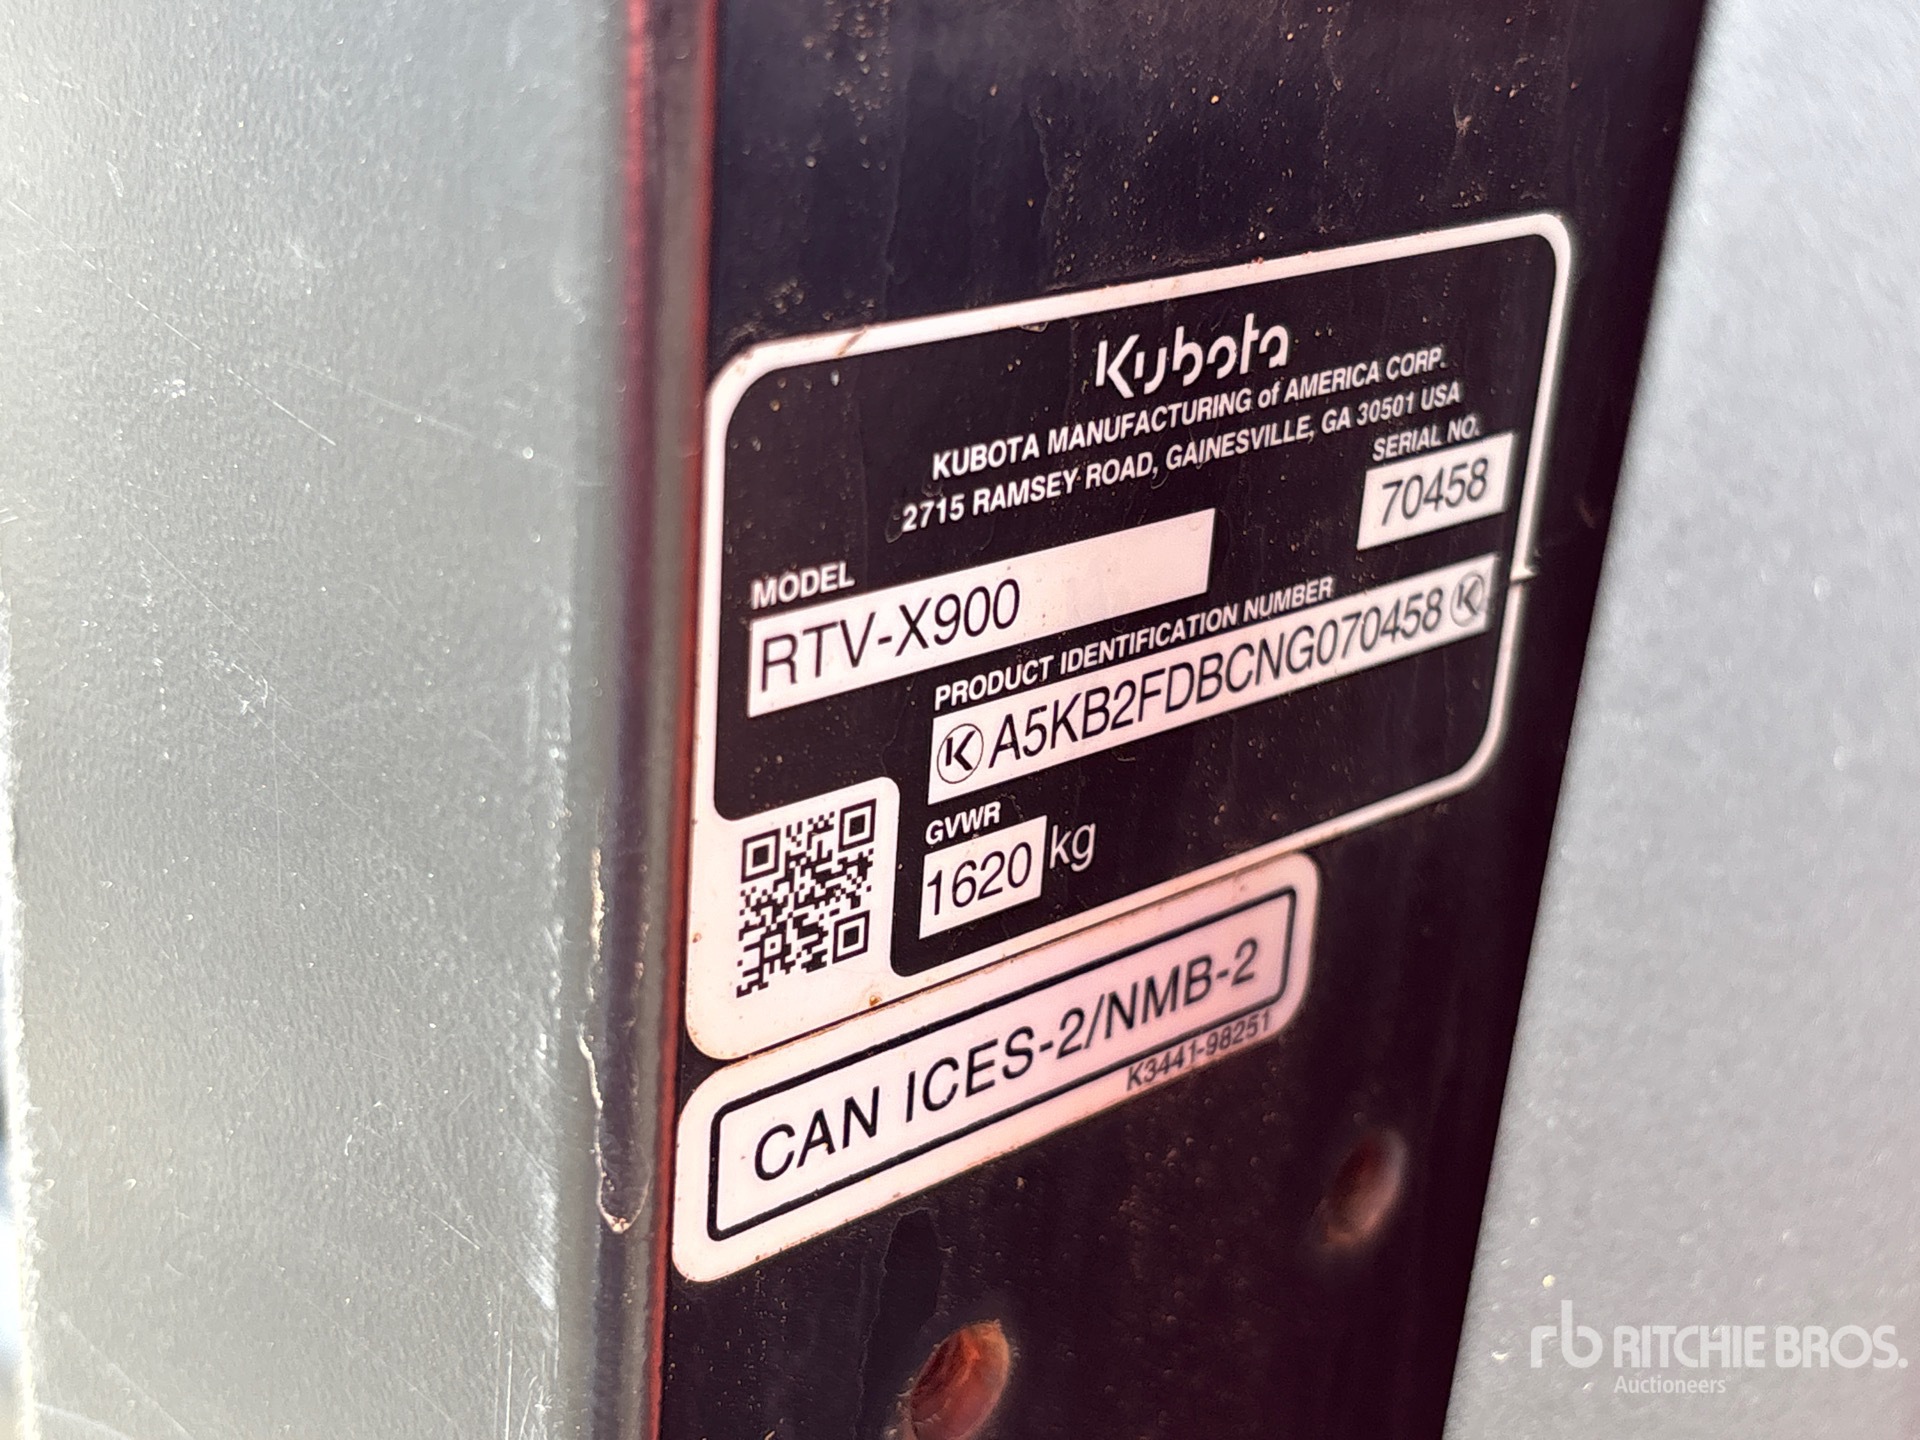 Kubota
KUBOTA MANUFACTURING of AMERICA CORP.
2715 RAMSEY ROAD, GAINESVILLE, GA 30501 USA
SERIAL NO.
70458
MODEL
RTV-X900
PRODUCT IDENTIFICATION NUMBER
K A5KB2FDBCNG070458 K
GVWR
1620 kg
CAN ICES-2/NMB-2
K3441-98251
rb RITCHIE BROS.
Auctioneers